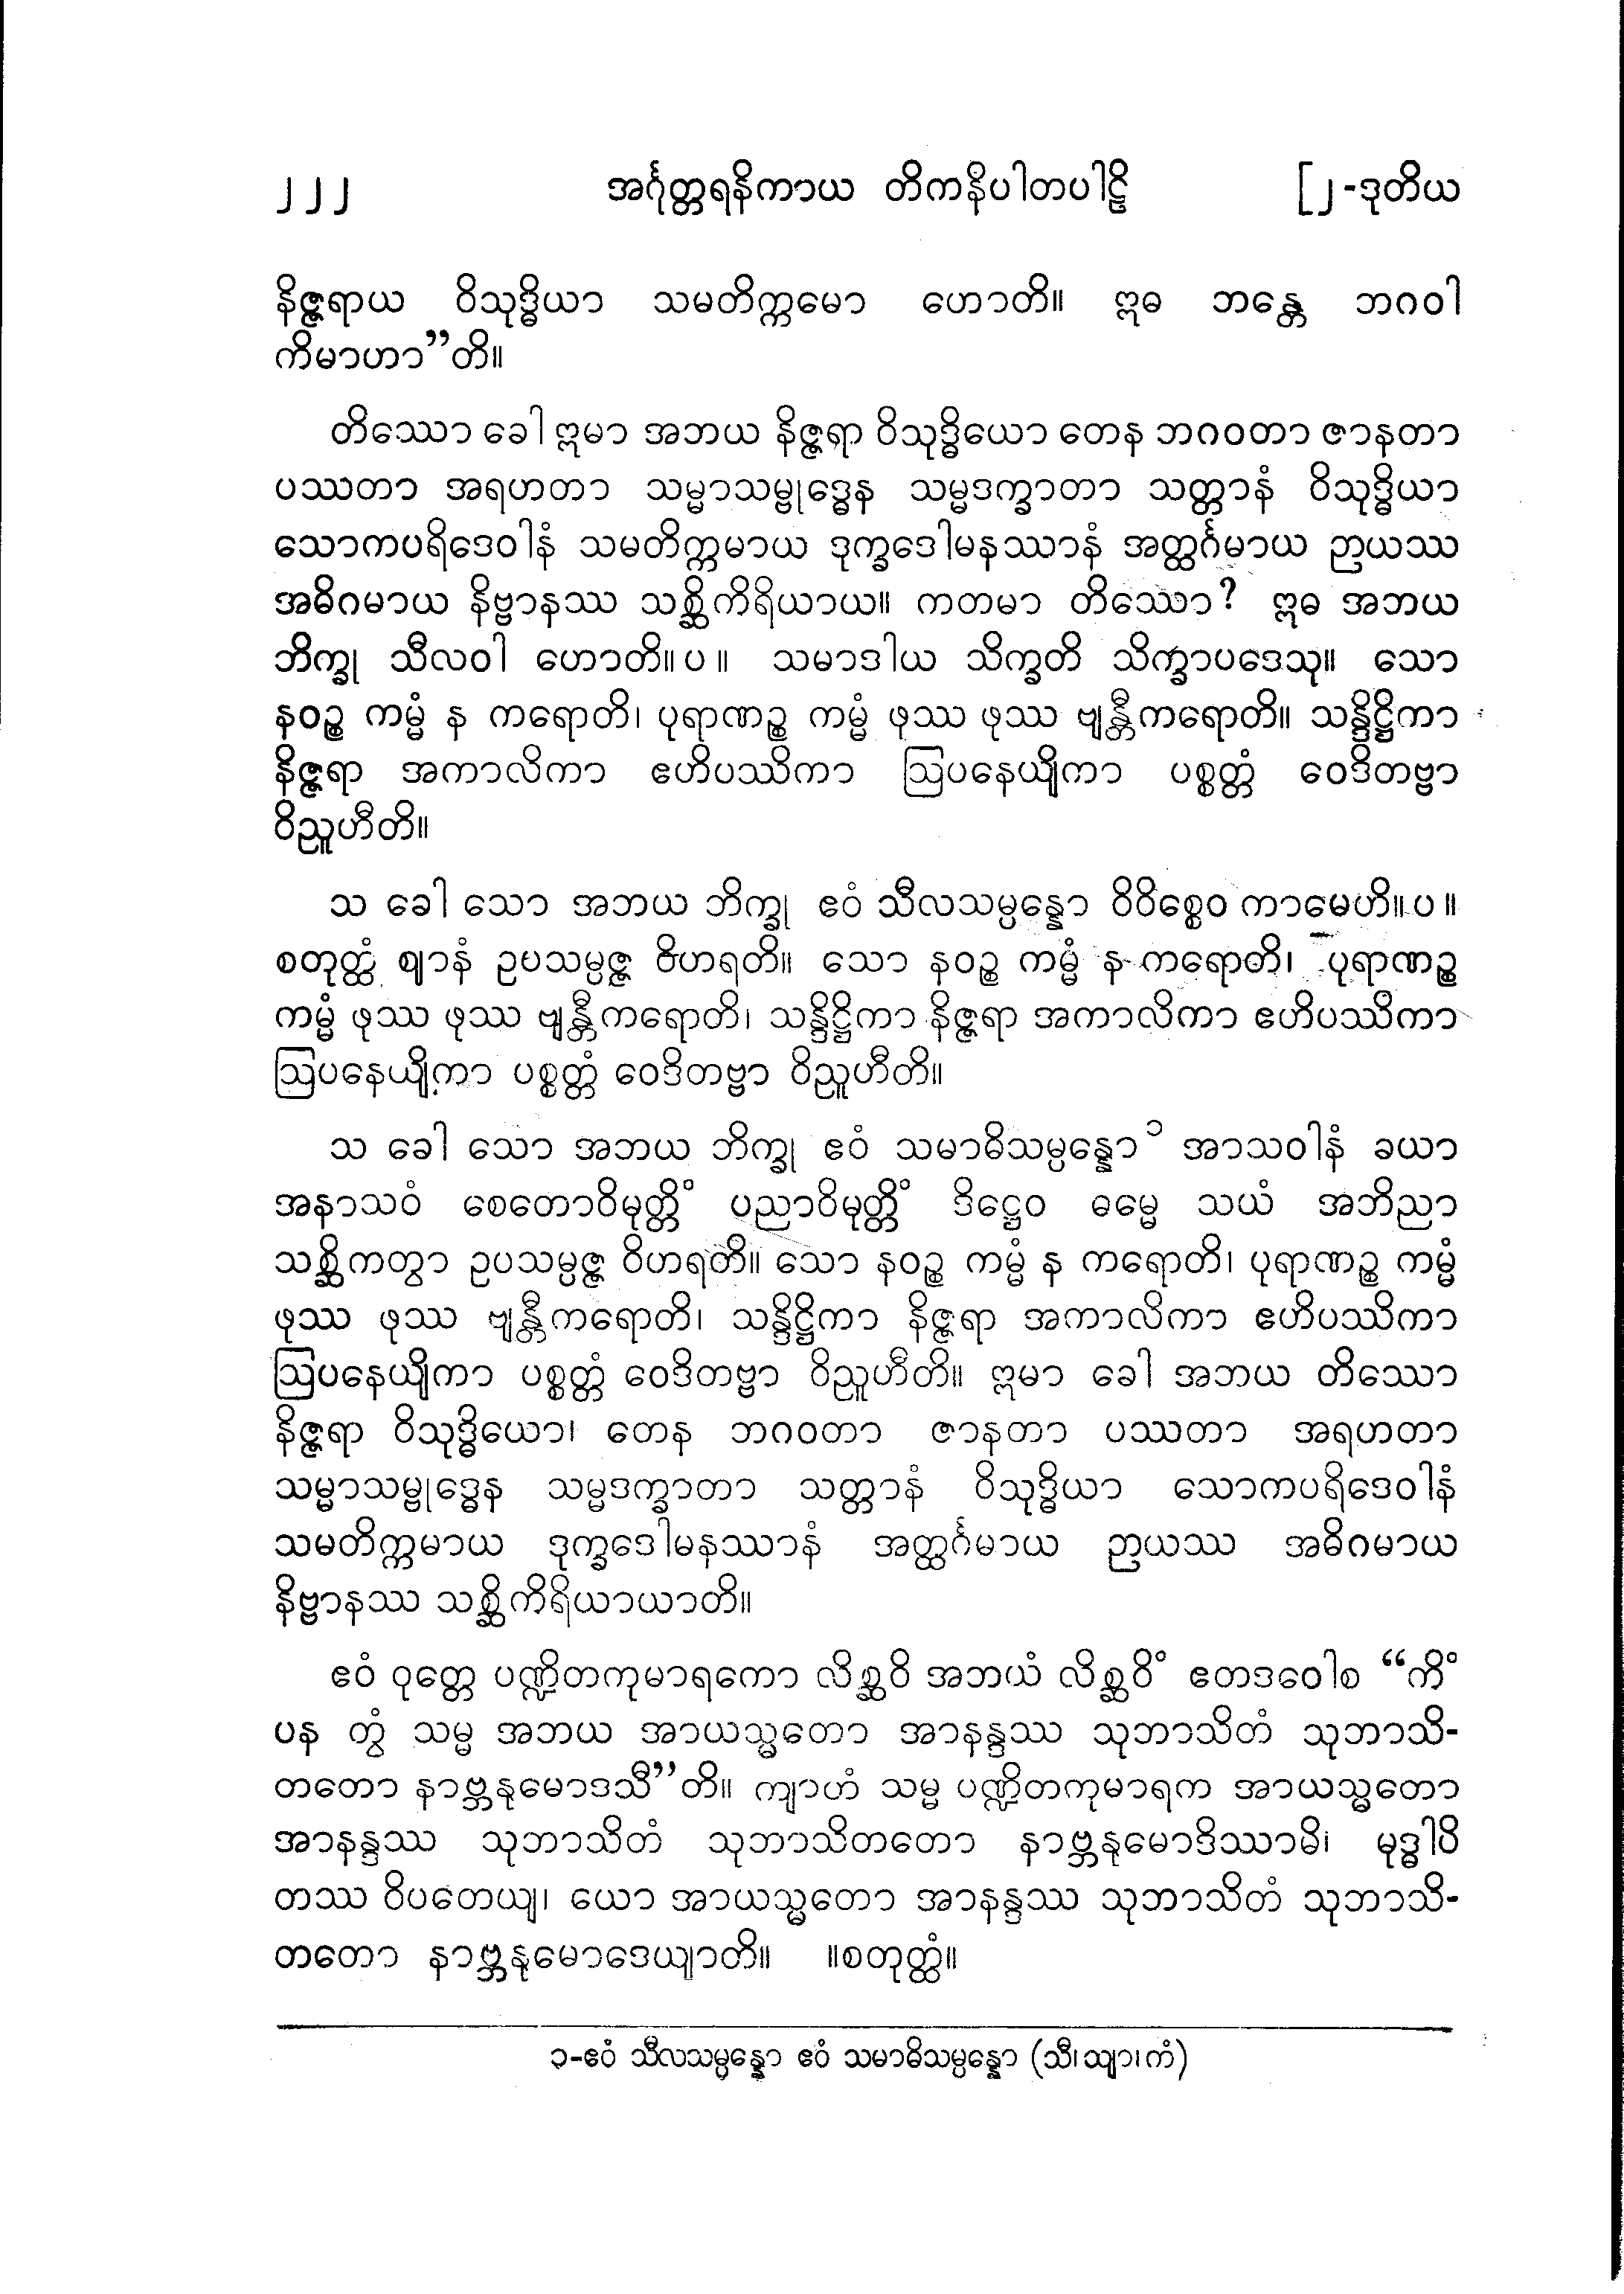 ၂၂၂ အင်္ဂုတ္တရနိကာယ တိကနိပါတပါဠိ [၂-ဒုတိယ
နိဇ္ဇရာယ ဝိသုဒ္ဓိယာ သမတိက္ကမော ဟောတိ။ ဣဓ ဘန္တေ ဘဂဝါ
ကိမာဟာ”တိ။
တိဿော ခေါ ဣမာ အဘယ နိဇ္ဇရာ ဝိသုဒ္ဓိယော တေန ဘဂဝတာ ဇာနတာ
ပဿတာ အရဟတာ သမ္မာသမ္ဗုဒ္ဓေန သမ္မဒက္ခာတာ သတ္တာနံ ဝိသုဒ္ဓိယာ
သောကပရိဒေဝါနံ သမတိက္ကမာယ ဒုက္ခဒေါမနဿာနံ အတ္ထင်္ဂမာယ ဉာယဿ
အဓိဂမာယ နိဗ္ဗာနဿ သစ္ဆိကိရိယာယ။ ကတမာ တိဿော? ဣဓ အဘယ
ဘိက္ခု သီလဝါ ဟောတိ။ပ။ သမာဒါယ သိက္ခတိ သိက္ခာပဒေသု။ သော
နဝဉ္စ ကမ္မံ န ကရောတိ၊ ပုရာဏဉ္စ ကမ္မံ ဖုဿ ဖုဿ ဗျန္တီကရောတိ။ သန္ဒိဋ္ဌိကာ
နိဇ္ဇရာ အကာလိကာ ဧဟိပဿိကာ ဩပနေယျိကာ ပစ္စတ္တံ ဝေဒိတဗ္ဗာ
ဝိညူဟီတိ။
သ ခေါ သော အဘယ ဘိက္ခု ဧဝံ သီလသမ္ပန္နော ဝိဝိစ္စေဝ ကာမေဟိ။ပ။
စတုတ္ထံ ဈာနံ ဥပသမ္ပဇ္ဇ ဝိဟရတိ။ သော နဝဉ္စ ကမ္မံ န ကရောတိ၊ ပုရာဏဉ္စ
ကမ္မံ ဖုဿ ဖုဿ ဗျန္တီကရောတိ၊ သန္ဒိဋ္ဌိကာ နိဇ္ဇရာ အကာလိကာ ဧဟိပဿိကာ
ဩပနေယျိကာ ပစ္စတ္တံ ဝေဒိတဗ္ဗာ ဝိညူဟီတိ။
သ ခေါ သော အဘယ ဘိက္ခု ဧဝံ သမာဓိသမ္ပန္နော ၁ အာသဝါနံ ခယာ
အနာသဝံ စေတောဝိမုတ္တိံ ပညာဝိမုတ္တိံ ဒိဋ္ဌေဝ ဓမ္မေ သယံ အဘိညာ
သစ္ဆိကတွာ ဥပသမ္ပဇ္ဇ ဝိဟရတိ။ သော နဝဉ္စ ကမ္မံ န ကရောတိ၊ ပုရာဏဉ္စ ကမ္မံ
ဖုဿ ဖုဿ ဗျန္တီကရောတိ၊ သန္ဒိဋ္ဌိကာ နိဇ္ဇရာ အကာလိကာ ဧဟိပဿိကာ
ဩပနေယျိကာ ပစ္စတ္တံ ဝေဒိတဗ္ဗာ ဝိညူဟီတိ။ ဣမာ ခေါ အဘယ တိဿော
နိဇ္ဇရာ ဝိသုဒ္ဓိယော၊ တေန ဘဂဝတာ ဇာနတာ ပဿတာ အရဟတာ
သမ္မာသမ္ဗုဒ္ဓေန သမ္မဒက္ခာတာ သတ္တာနံ ဝိသုဒ္ဓိယာ သောကပရိဒေဝါနံ
သမတိက္ကမာယ ဒုက္ခဒေါမနဿာနံ အတ္ထင်္ဂမာယ ဉာယဿ အဓိဂမာယ
နိဗ္ဗာနဿ သစ္ဆိကိရိယာယာတိ။
ဧဝံ ဝုတ္တေ ပဏ္ဍိတကုမာရကော လိစ္ဆဝိ အဘယံ လိစ္ဆဝိံ ဧတဒဝေါစ “ကိံ
ပန တွံ သမ္မ အဘယ အာယသ္မတော အာနန္ဒဿ သုဘာသိတံ သုဘာသိ-
တတော နာဗ္ဘနုမောဒသီ”တိ။ ကျာဟံ သမ္မ ပဏ္ဍိတကုမာရက အာယသ္မတော
အာနန္ဒဿ သုဘာသိတံ သုဘာသိတတော နာဗ္ဘနုမောဒိဿာမိ၊ မုဒ္ဓါပိ
တဿ ဝိပတေယျ၊ ယော အာယသ္မတော အာနန္ဒဿ သုဘာသိတံ သုဘာသိ-
တတော နာဗ္ဘနုမောဒေယျာတိ။ ။စတုတ္ထံ။
၁-ဧဝံ သီလသမ္ပန္နော ဧဝံ သမာဓိသမ္ပန္နော (သီ၊သျာ၊ကံ)